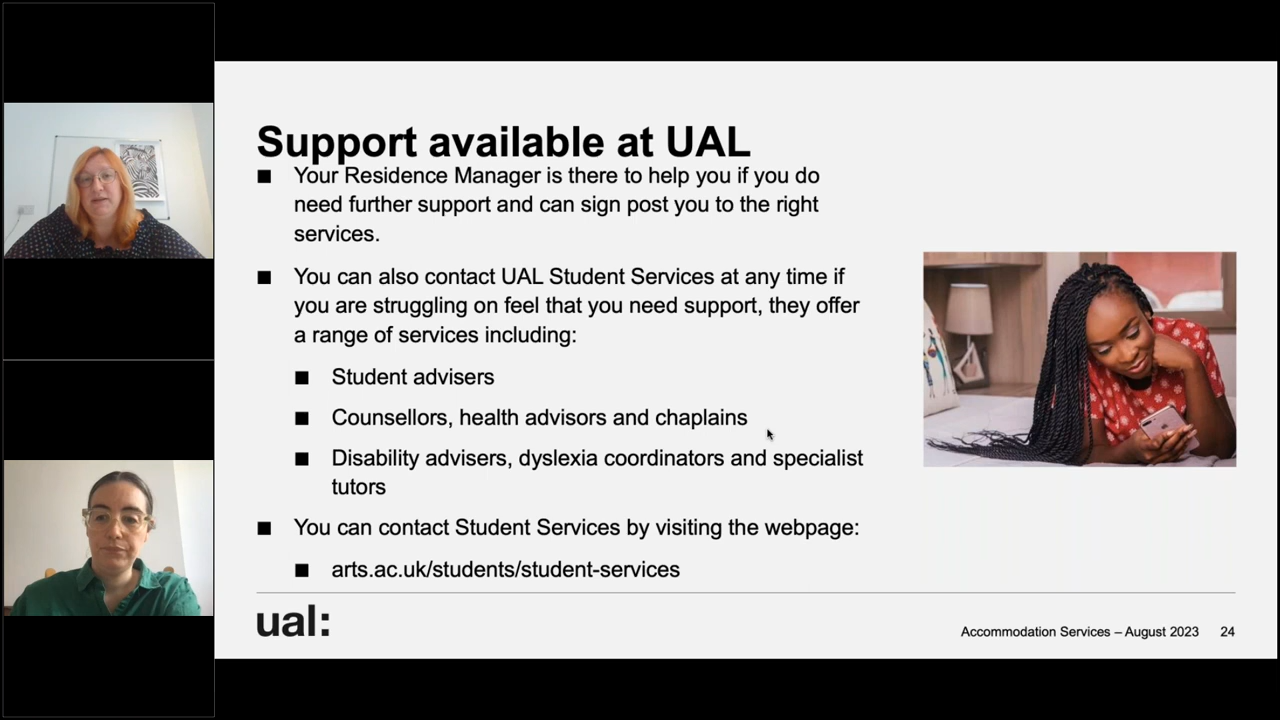 Support available at UAL
Your Residence Manager is there to help you if you do
need further support and can sign post you to the right
services.
You can also contact UAL Student Services at any time if
you are struggling on feel that you need support, they offer
a range of services including:
Student advisers
Counsellors, health advisors and chaplains
Disability advisers, dyslexia coordinators and specialist
tutors
You can contact Student Services by visiting the webpage:
arts.ac.uk/students/student-services
ual:
Accommodation Services – August 2023 24